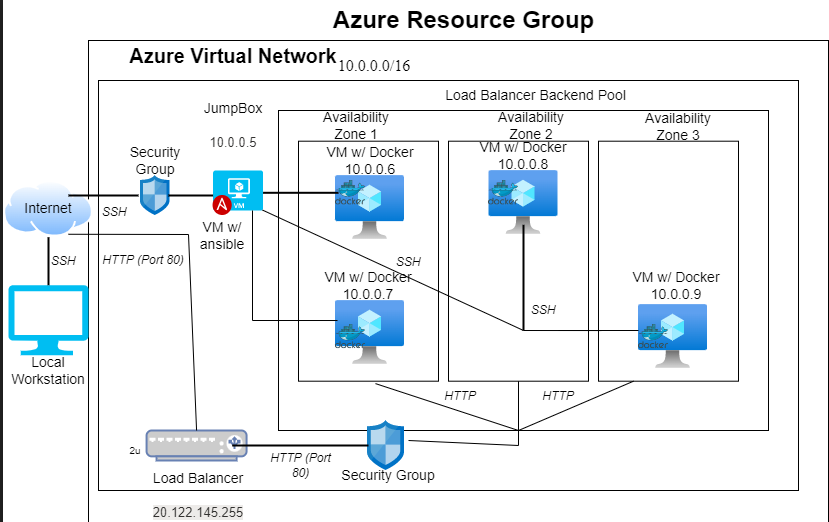 Azure Resource Group
Azure Virtual Network 10.0.0.0/16
Load Balancer Backend Pool
JumpBox
10.0.0.5
Availability
Zone 1
Availability
Zone 2
Availability
Zone 3
Security
Group
VM w/ Docker
10.0.0.6
docker
VM w/ Docker
10.0.0.8
docker
Internet
SSH
VM
A
VM w/
ansible
SSH
HTTP (Port 80)
SSH
VM w/ Docker
10.0.0.7
docker
VM w/ Docker
10.0.0.9
docker
SSH
Local
Workstation
HTTP
HTTP
2u
HTTP (Port
80)
Load Balancer
Security Group
20.122.145.255